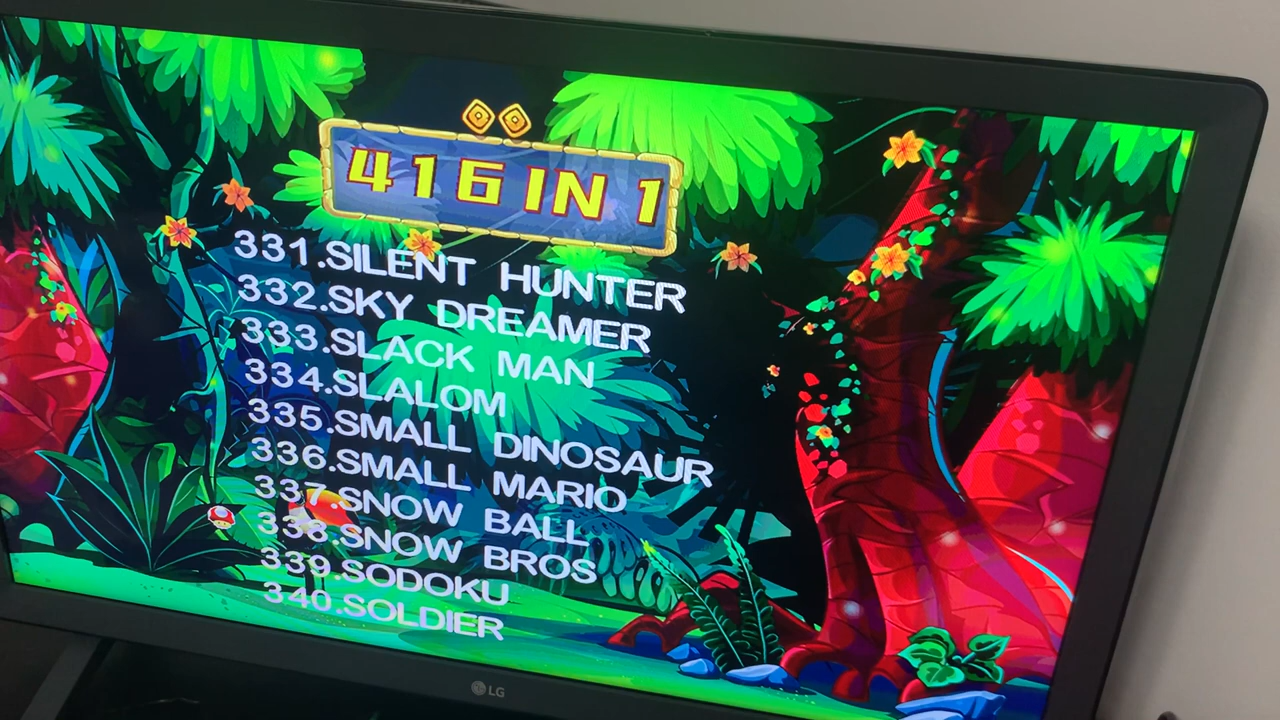 416 IN 1
331.SILENT HUNTER
332.SKY DREAMER
333.SLACK MAN
334.SLALOM
335.SMALL DINOSAUR
336.SMALL MARIO
337.SNOW BALL
338.SNOW BROS
339.SODOKU
340.SOLDIER
LG